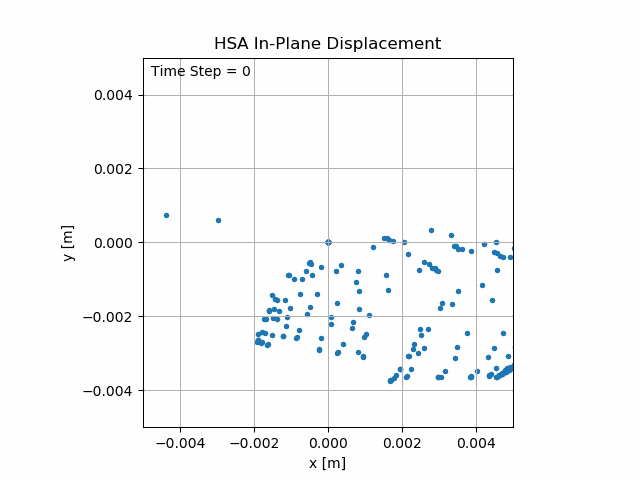 HSA In-Plane Displacement
Time Step = 0
0.004
0.002
0.000
−0.002
−0.004
y [m]
−0.004 −0.002 0.000 0.002 0.004
x [m]